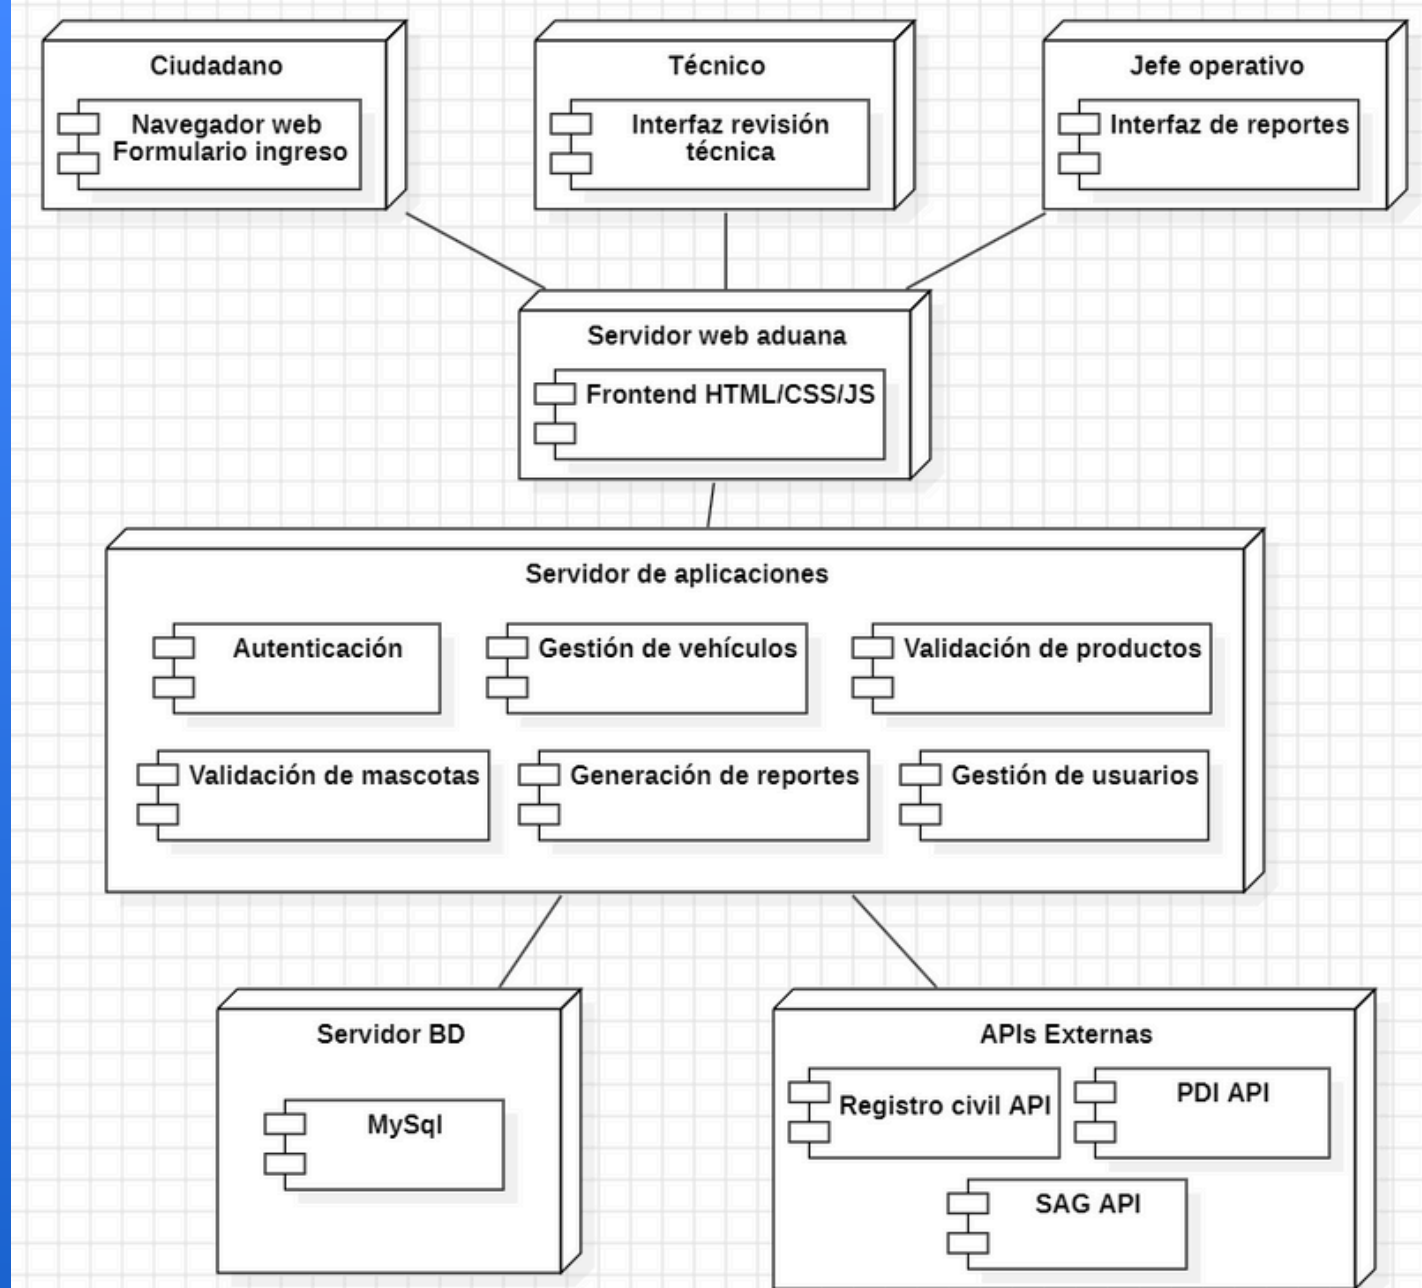 Ciudadano
Navegador web
Formulario ingreso
Técnico
Interfaz revisión
técnica
Jefe operativo
Interfaz de reportes
Servidor web aduana
Frontend HTML/CSS/JS
Servidor de aplicaciones
Autenticación
Gestión de vehículos
Validación de productos
Validación de mascotas
Generación de reportes
Gestión de usuarios
Servidor BD
MySql
APIs Externas
Registro civil API
PDI API
SAG API